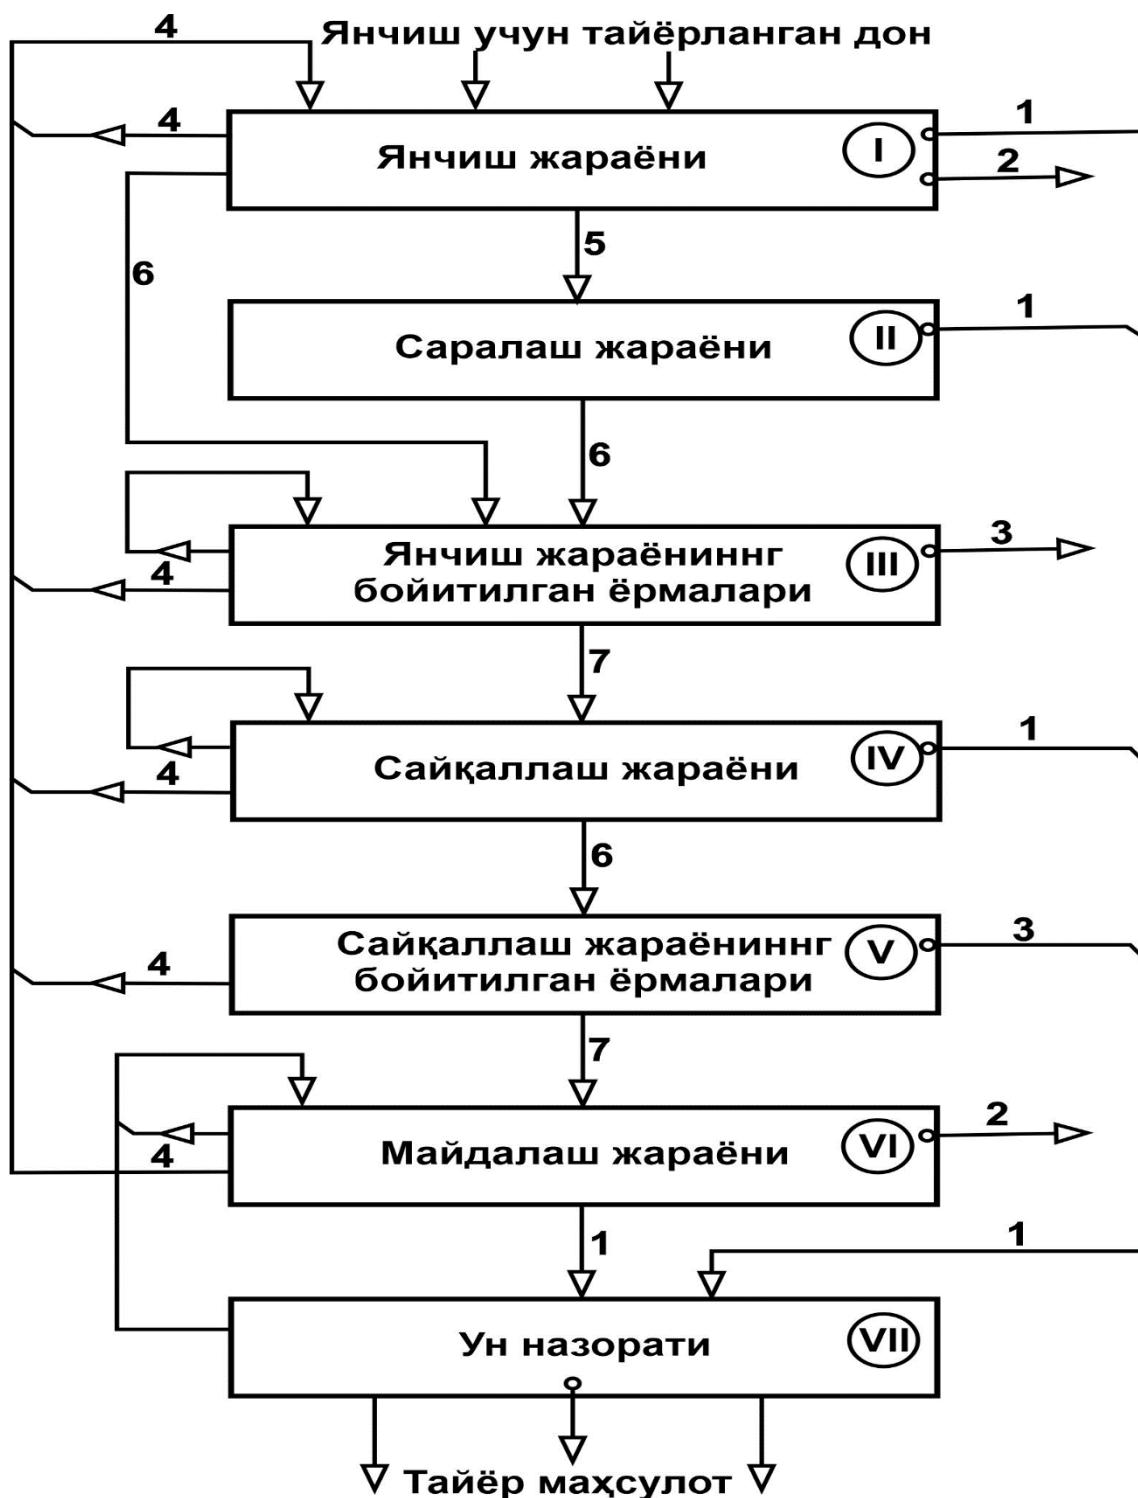 4
Янчиш учун тайёрланган дон
4
Янчиш жараёни
I
1
2
5
6
Саралаш жараёни
II
1
6
Янчиш жараёниннг
бойитилган ёрмалари
III
3
4
7
Сайқаллаш жараёни
IV
1
4
6
Сайқаллаш жараёниннг
бойитилган ёрмалари
V
3
4
7
Майдалаш жараёни
VI
2
4
1
1
Ун назорати
VII
Тайёр маҳсулот